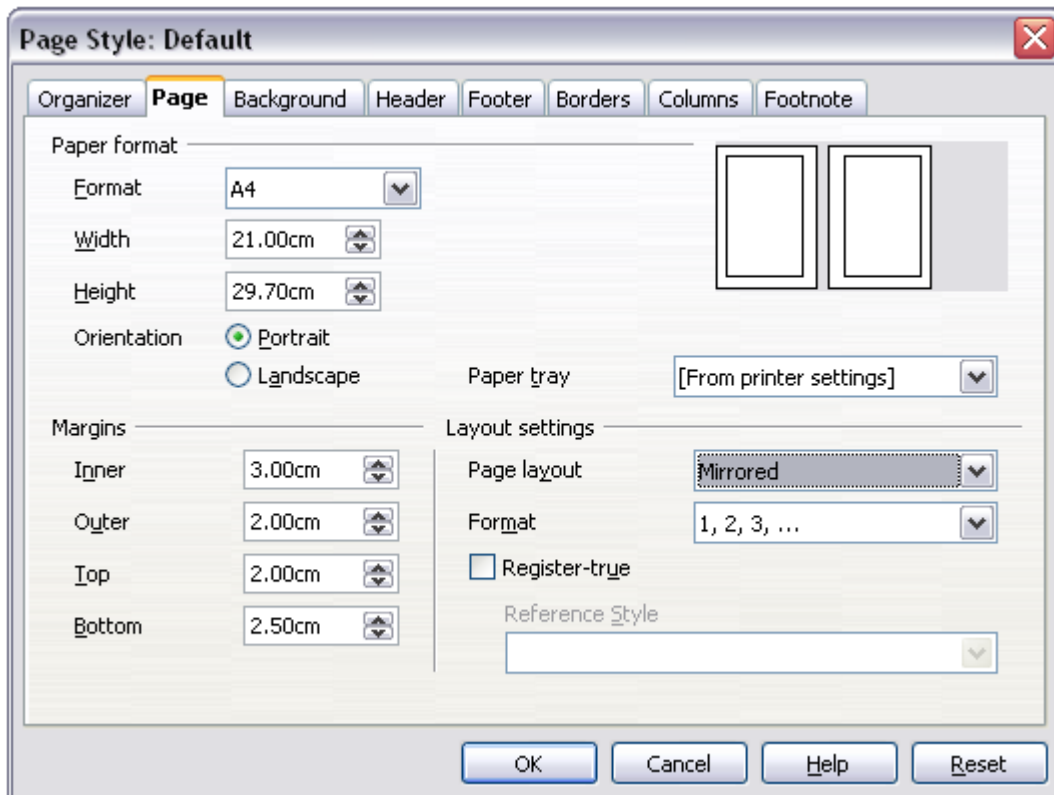 Page Style: Default
Organizer Page Background Header Footer Borders Columns Footnote
Paper format
Format A4
Width 21.00cm
Height 29.70cm
Orientation Portrait
Landscape Paper tray [From printer settings]
Margins Layout settings
Inner 3.00cm Page layout Mirrored
Outer 2.00cm Format 1, 2, 3, ...
Top 2.00cm Register-true
Bottom 2.50cm Reference Style
OK Cancel Help Reset